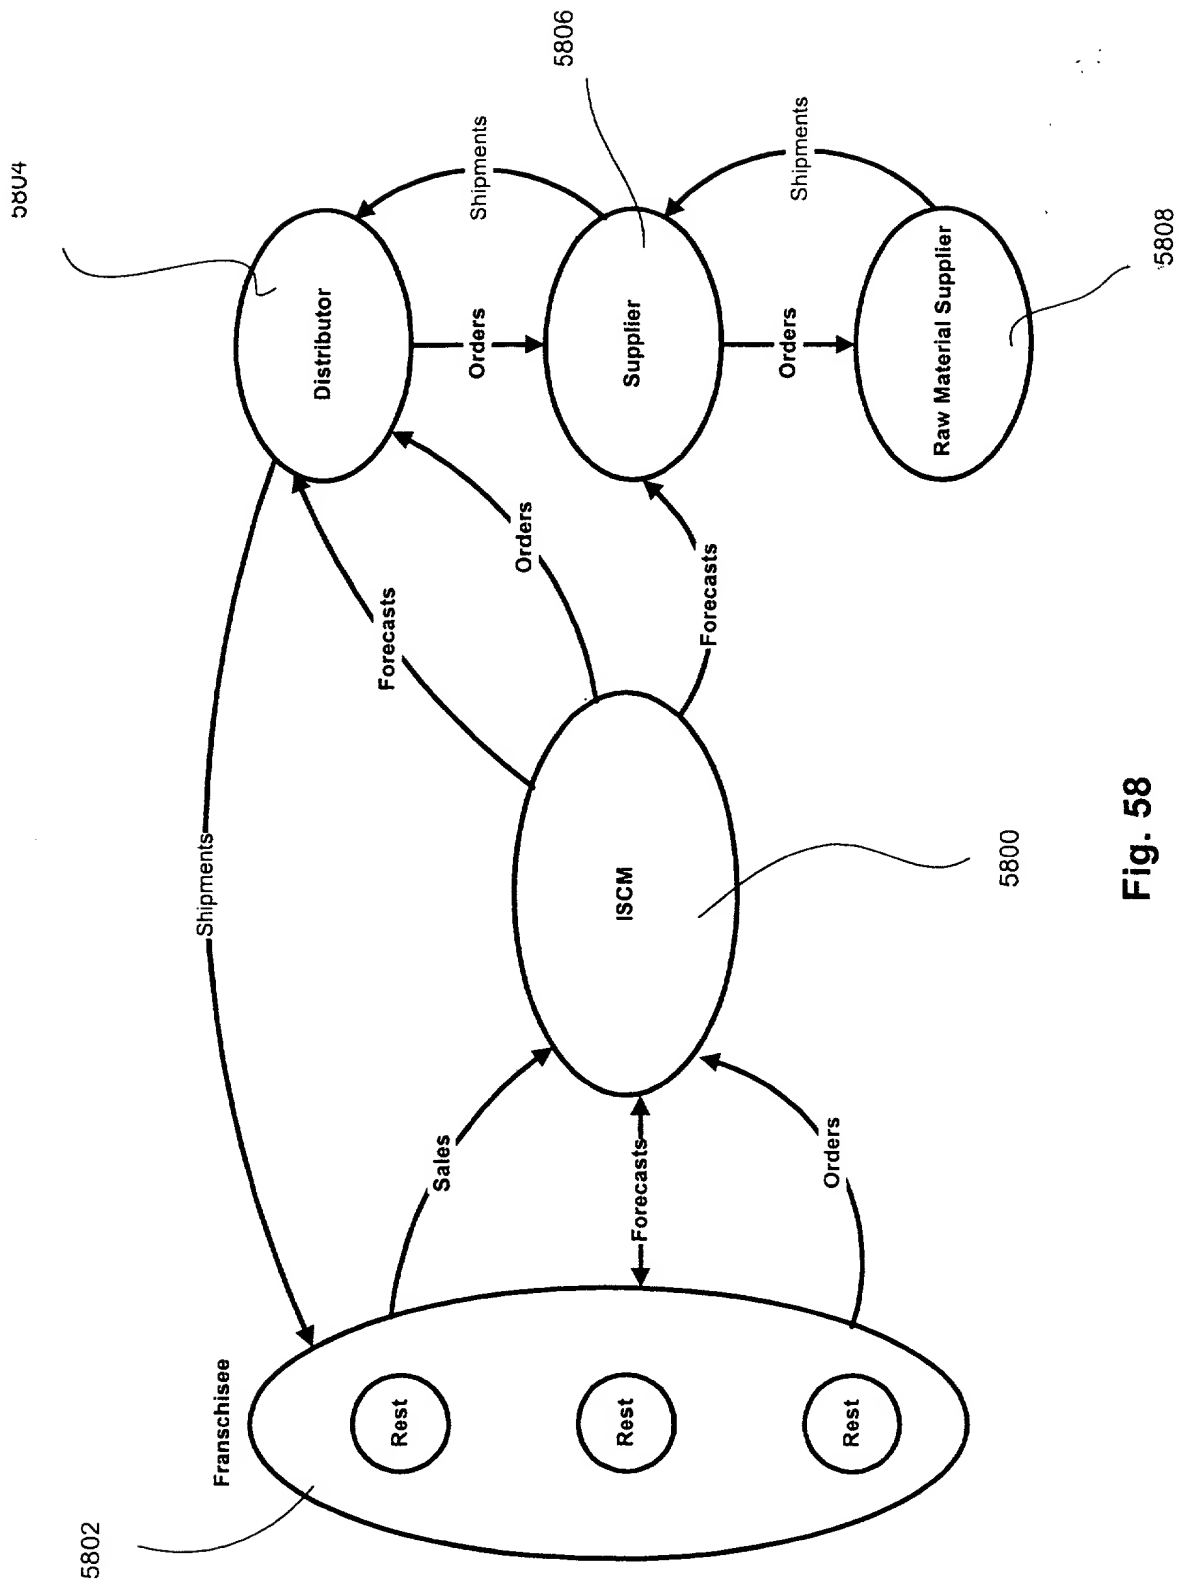 5802
Franschisee
Rest
Rest
Rest
Shipments
Sales
Forecasts
Orders
ISCM
5800
Forecasts
Orders
Forecasts
5804
Distributor
Orders
Shipments
5806
Supplier
Orders
Shipments
Raw Material Supplier
5808
Fig. 58